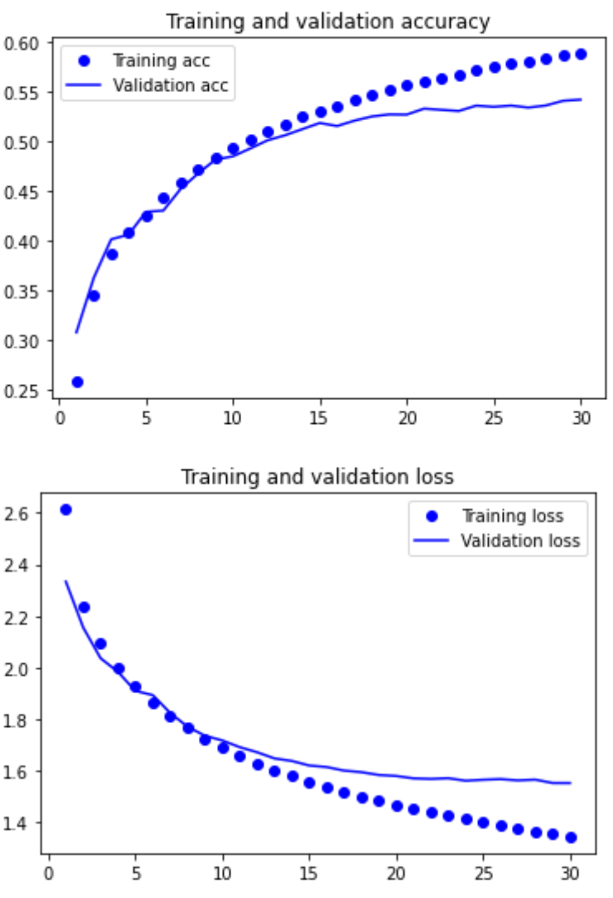 Training and validation accuracy
0.60
Training acc
Validation acc
0.55
0.50
0.45
0.40
0.35
0.30
0.25
0 5 10 15 20 25 30
Training and validation loss
2.6
Training loss
Validation loss
2.4
2.2
2.0
1.8
1.6
1.4
0 5 10 15 20 25 30